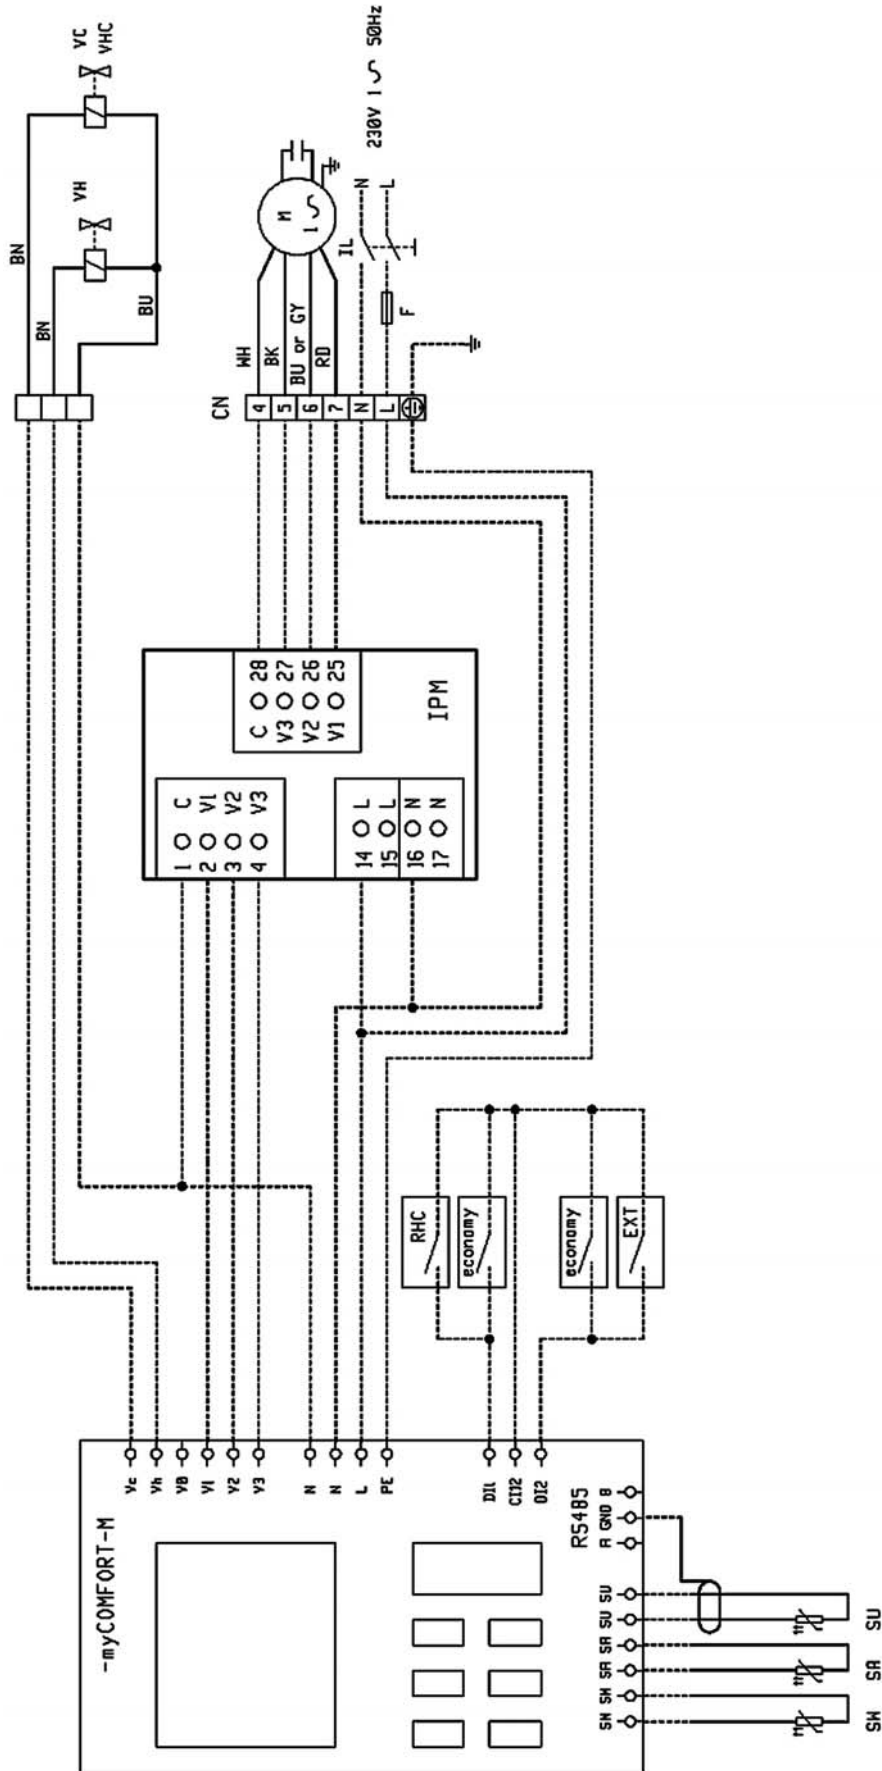 VC
VHC
VH
BN
BN
BU
230V 1 50Hz
M
1
IL
N
L
F
WH
BK
BU or GY
RD
CN
4
5
6
7
N
L
C 28
V3 27
V2 26
V1 25
IPM
1 C
2 V1
3 V2
4 V3
14 L
15 L
16 N
17 N
RHC
economy
economy
EXT
-myCOMFORT-M
Vc
Vh
V0
V1
V2
V3
N
N
L
PE
DI1
CI12
DI2
RS485
A GND B
SW SW SA SA SU SU
SW
SA
SU